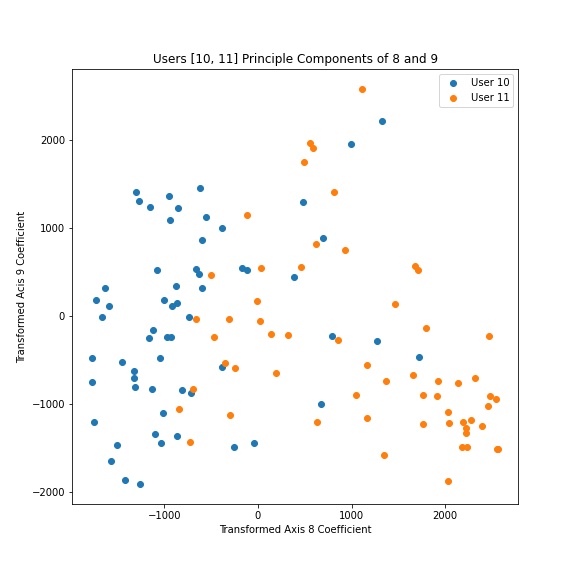 Users [10, 11] Principle Components of 8 and 9
User 10
User 11
2000
1000
0
−1000
−2000
Transformed Acis 9 Coefficient
−1000
0
1000
2000
Transformed Axis 8 Coefficient